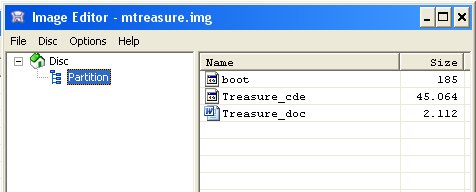 Image Editor - mtreasure.img
File Disc Options Help
Disc
Partition
Name Size
boot 185
Treasure_cde 45.064
Treasure_doc 2.112